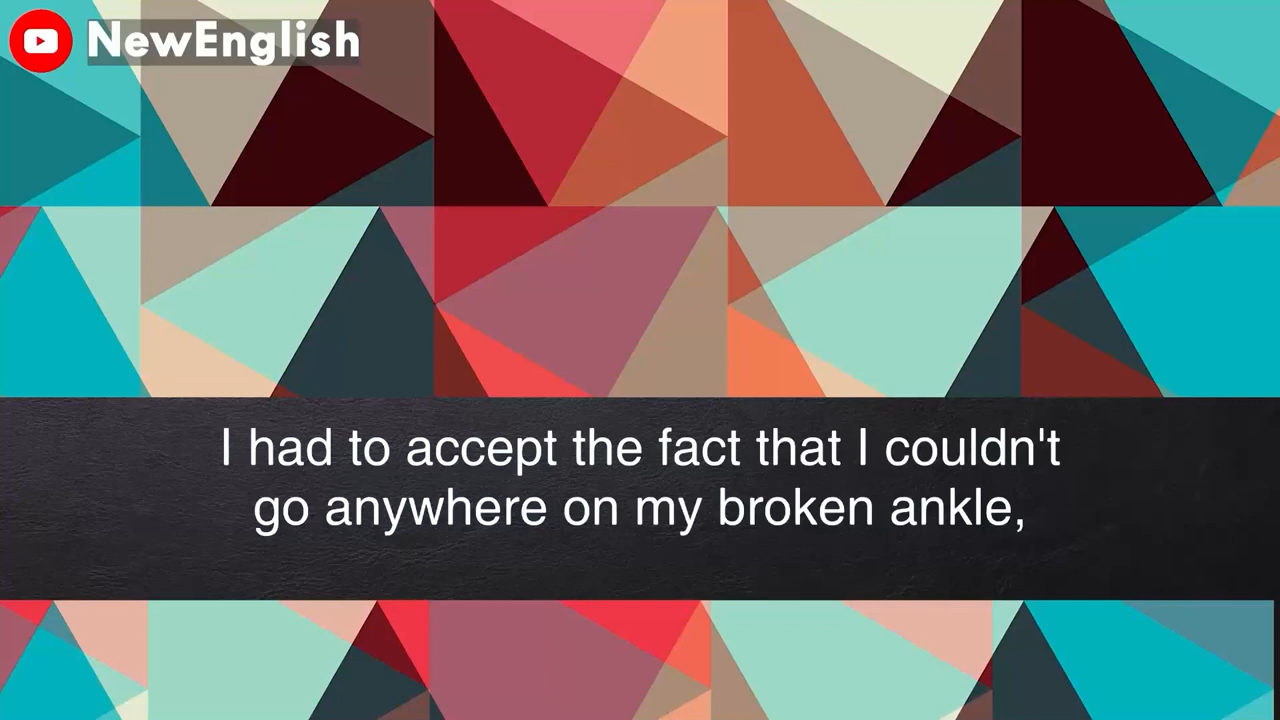 NewEnglish
I had to accept the fact that I couldn't
go anywhere on my broken ankle,